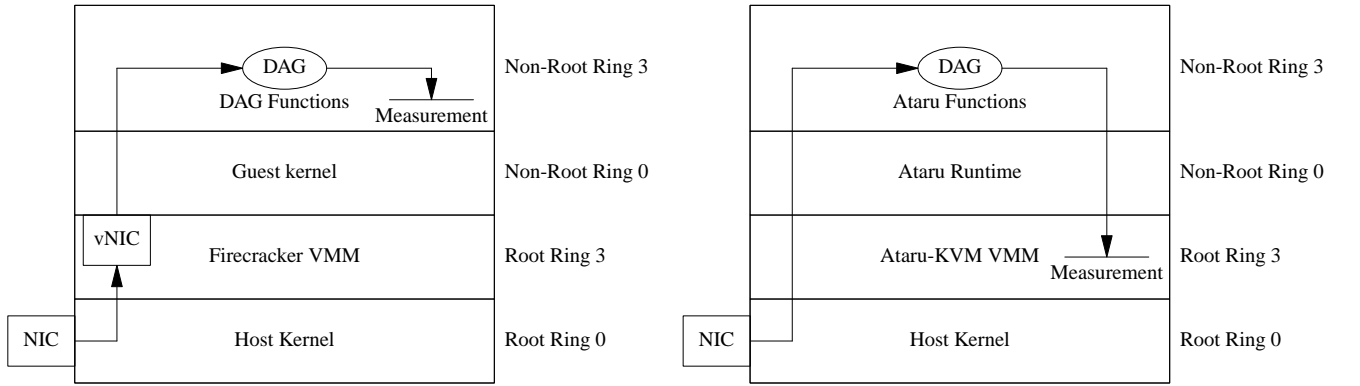 DAG
DAG Functions
Measurement
Non-Root Ring 3
Guest kernel
Non-Root Ring 0
vNIC
Firecracker VMM
Root Ring 3
NIC
Host Kernel
Root Ring 0
DAG
Ataru Functions
Non-Root Ring 3
Ataru Runtime
Non-Root Ring 0
Ataru-KVM VMM
Measurement
Root Ring 3
NIC
Host Kernel
Root Ring 0